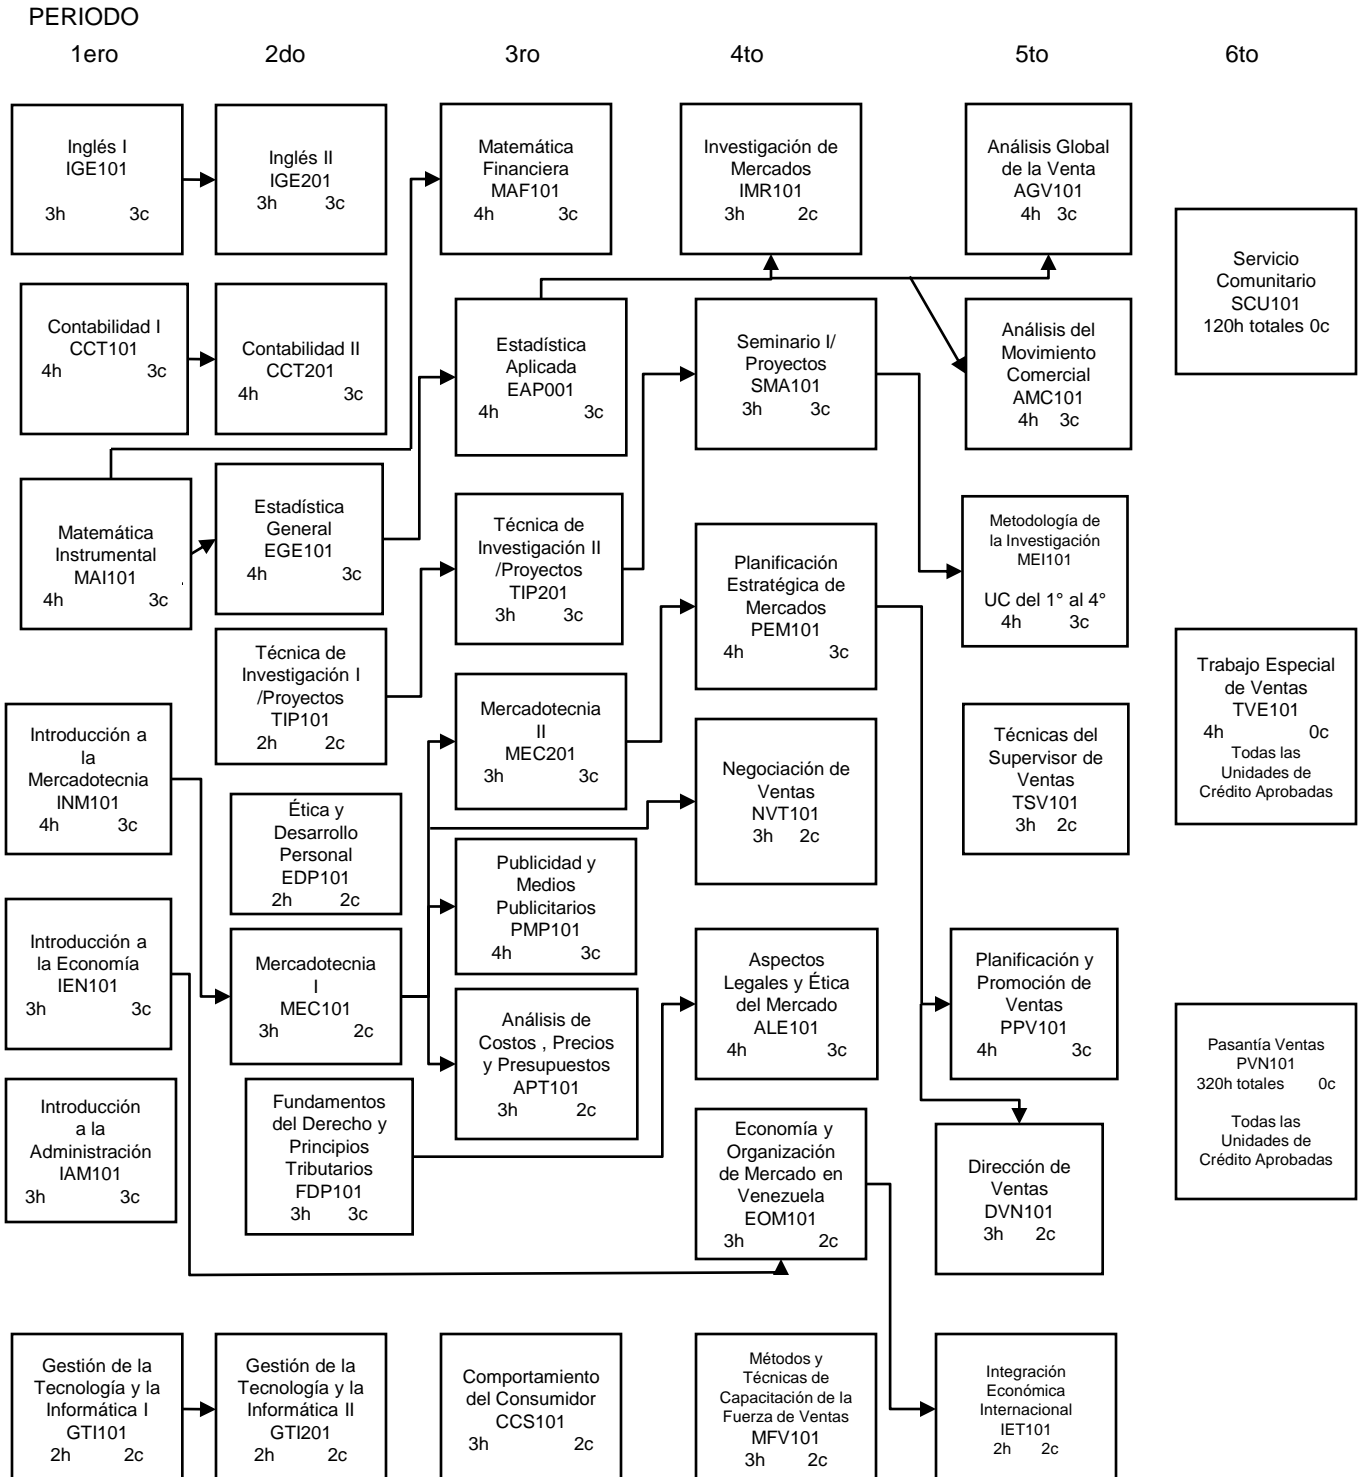 PERIODO
1ero 2do 3ro 4to 5to 6to
Inglés I
IGE101
3h 3c
Contabilidad I
CCT101
4h 3c
Matemática
Instrumental
MAI101
4h 3c
Introducción a
la
Mercadotecnia
INM101
4h 3c
Introducción a
la Economía
IEN101
3h 3c
Introducción
a la
Administración
IAM101
3h 3c
Gestión de la
Tecnología y la
Informática I
GTI101
2h 2c
Inglés II
IGE201
3h 3c
Contabilidad II
CCT201
4h 3c
Estadística
General
EGE101
4h 3c
Técnica de
Investigación I
/Proyectos
TIP101
2h 2c
Ética y
Desarrollo
Personal
EDP101
2h 2c
Mercadotecnia
I
MEC101
3h 2c
Fundamentos
del Derecho y
Principios
Tributarios
FDP101
3h 3c
Gestión de la
Tecnología y la
Informática II
GTI201
2h 2c
Matemática
Financiera
MAF101
4h 3c
Estadística
Aplicada
EAP001
4h 3c
Técnica de
Investigación II
/Proyectos
TIP201
3h 3c
Mercadotecnia
II
MEC201
3h 3c
Publicidad y
Medios
Publicitarios
PMP101
4h 3c
Análisis de
Costos , Precios
y Presupuestos
APT101
3h 2c
Comportamiento
del Consumidor
CCS101
3h 2c
Investigación de
Mercados
IMR101
3h 2c
Seminario I/
Proyectos
SMA101
3h 3c
Planificación
Estratégica de
Mercados
PEM101
4h 3c
Negociación de
Ventas
NVT101
3h 2c
Aspectos
Legales y Ética
del Mercado
ALE101
4h 3c
Economía y
Organización
de Mercado en
Venezuela
EOM101
3h 2c
Métodos y
Técnicas de
Capacitación de la
Fuerza de Ventas
MFV101
3h 2c
Análisis Global
de la Venta
AGV101
4h 3c
Análisis del
Movimiento
Comercial
AMC101
4h 3c
Metodología de
la Investigación
MEI101
UC del 1° al 4°
4h 3c
Técnicas del
Supervisor de
Ventas
TSV101
3h 2c
Planificación y
Promoción de
Ventas
PPV101
4h 3c
Dirección de
Ventas
DVN101
3h 2c
Integración
Económica
Internacional
IET101
2h 2c
Servicio
Comunitario
SCU101
120h totales 0c
Trabajo Especial
de Ventas
TVE101
4h 0c
Todas las
Unidades de
Crédito Aprobadas
Pasantía Ventas
PVN101
320h totales 0c
Todas las
Unidades de
Crédito Aprobadas